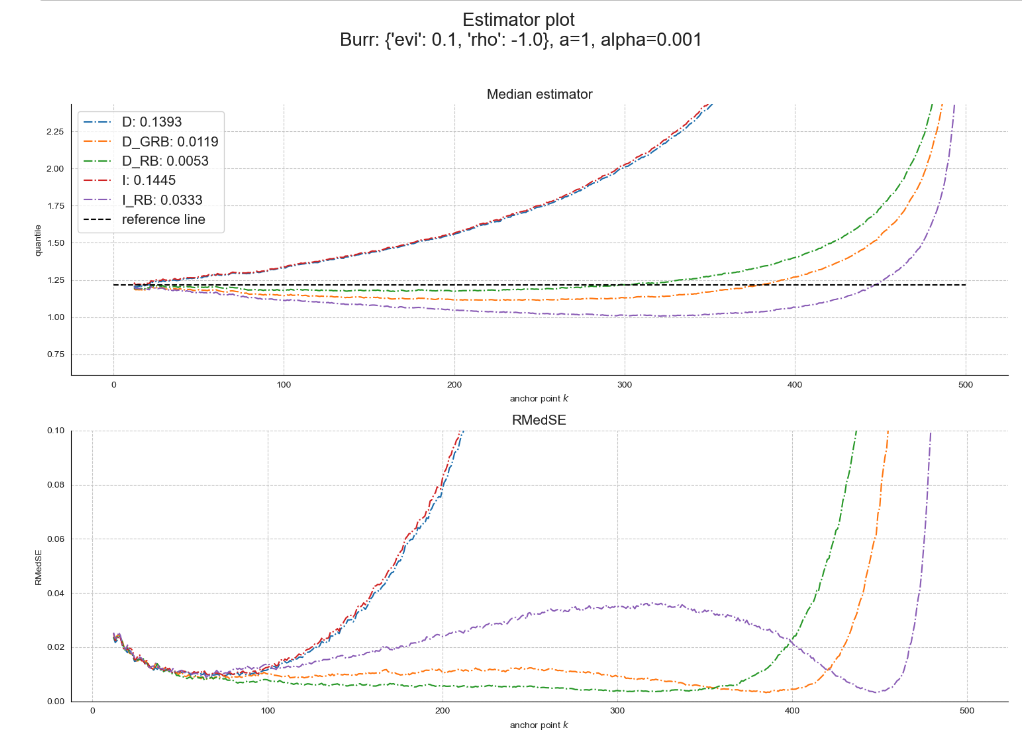 Estimator plot
Burr: {'evi': 0.1, 'rho': -1.0}, a=1, alpha=0.001
Median estimator
D: 0.1393
D_GRB: 0.0119
D_RB: 0.0053
I: 0.1445
I_RB: 0.0333
reference line
quantile
2.25
2.00
1.75
1.50
1.25
1.00
0.75
0 100 200 300 400 500
anchor point k
RMedSE
RMedSE
0.10
0.08
0.06
0.04
0.02
0.00
0 100 200 300 400 500
anchor point k